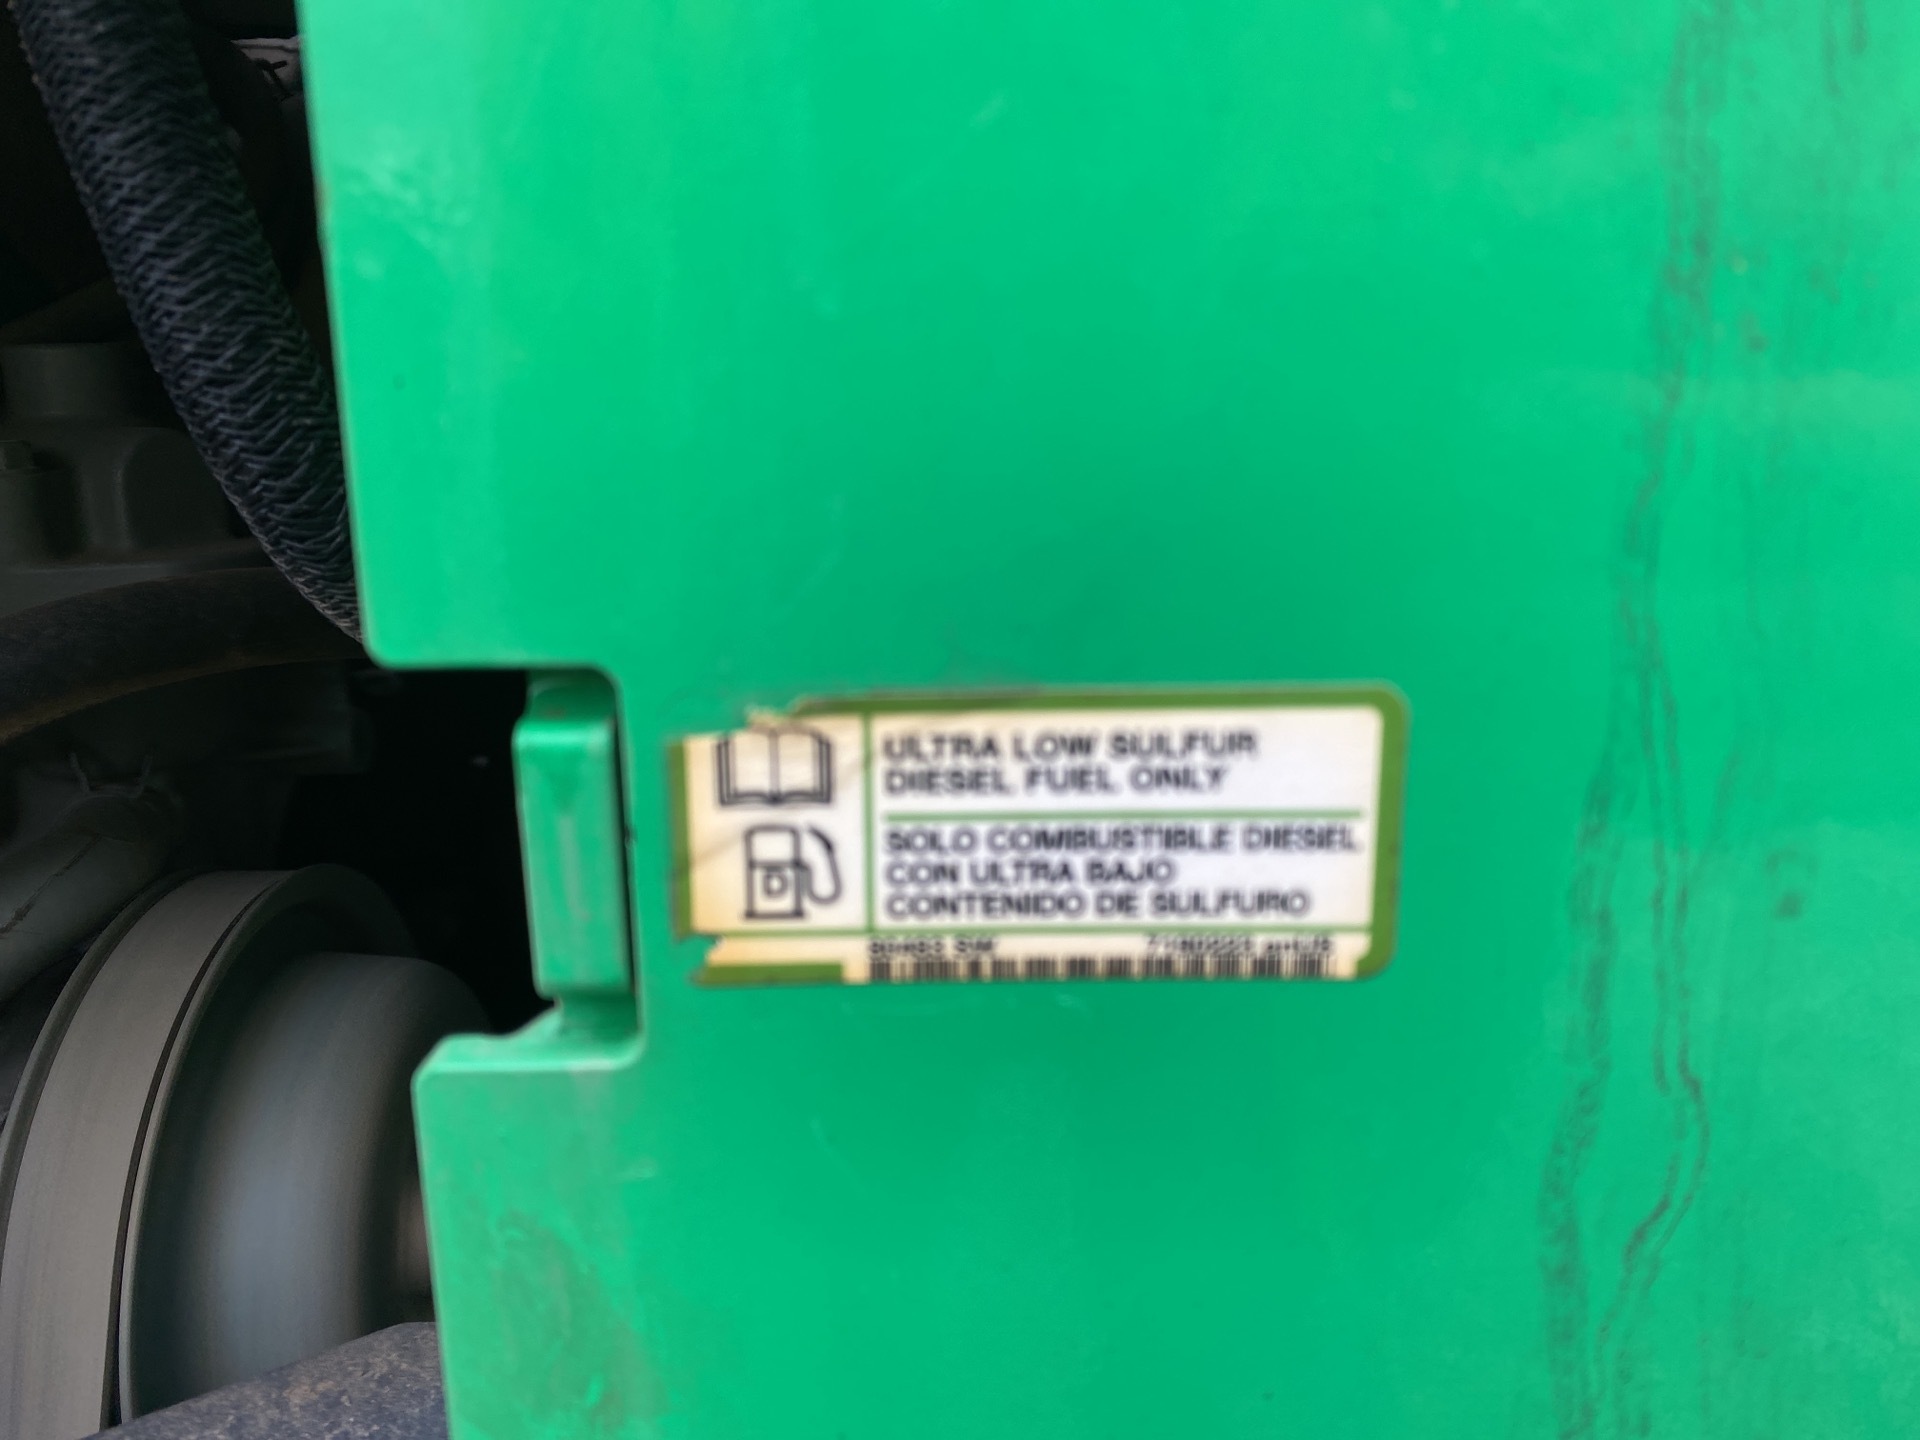 ULTRA LOW SULFUR
DIESEL FUEL ONLY
D
SOLO COMBUSTIBLE DIESEL
CON ULTRA BAJO
CONTENIDO DE SULFURO